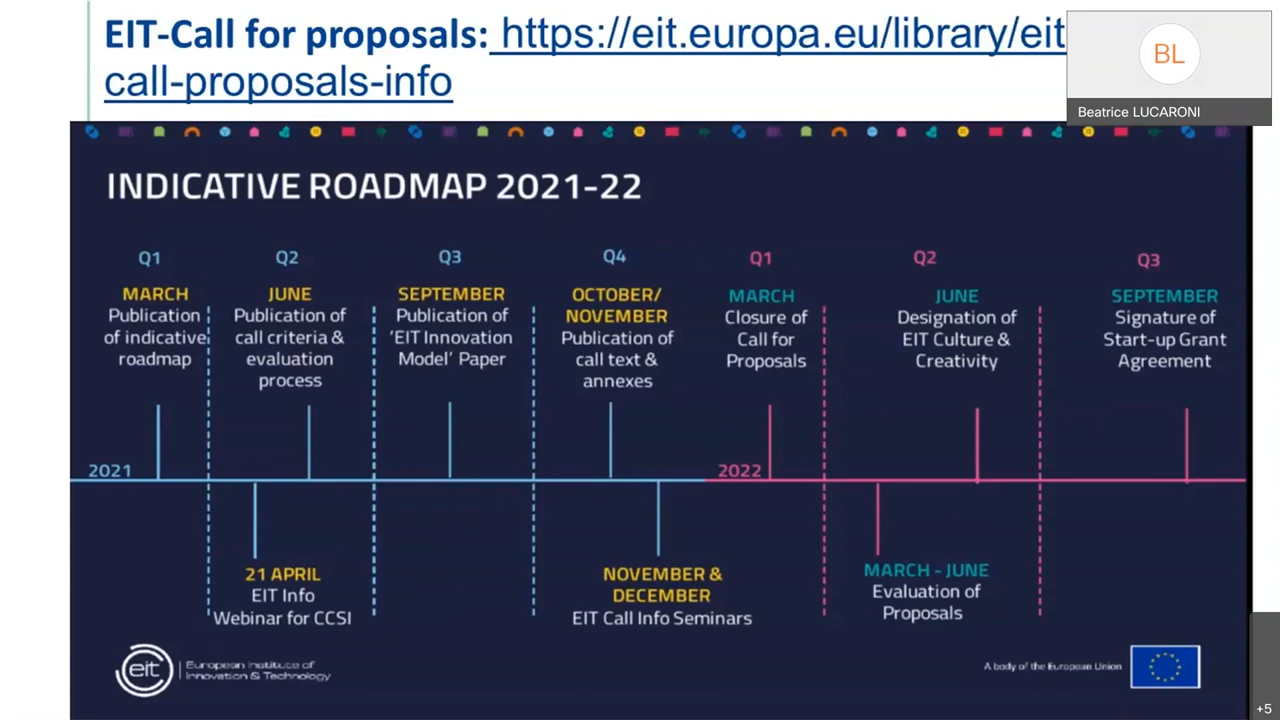 EIT-Call for proposals: https://eit.europa.eu/library/eit
call-proposals-info
BL
Beatrice LUCARONI
INDICATIVE ROADMAP 2021-22
Q1
MARCH
Publication
of indicative
roadmap
Q2
JUNE
Publication of
call criteria &
evaluation
process
Q3
SEPTEMBER
Publication of
‘EIT Innovation
Model’ Paper
Q4
OCTOBER/
NOVEMBER
Publication of
call text &
annexes
Q1
MARCH
Closure of
Call for
Proposals
Q2
JUNE
Designation of
EIT Culture &
Creativity
Q3
SEPTEMBER
Signature of
Start-up Grant
Agreement
2021
2022
21 APRIL
EIT Info
Webinar for CCSI
NOVEMBER &
DECEMBER
EIT Call Info Seminars
MARCH - JUNE
Evaluation of
Proposals
eit
European Institute of
Innovation & Technology
A body of the European Union
+5